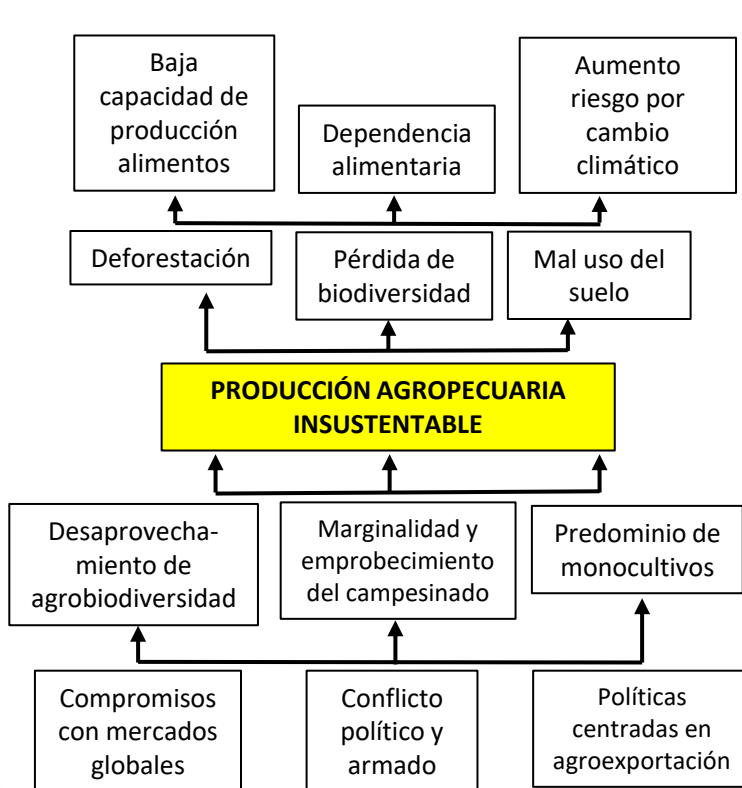 Baja
capacidad de
producción
alimentos
Dependencia
alimentaria
Aumento
riesgo por
cambio
climático
Deforestación
Pérdida de
biodiversidad
Mal uso del
suelo
PRODUCCIÓN AGROPECUARIA
INSUSTENTABLE
Desaprovecha-
miento de
agrobiodiversidad
Marginalidad y
emprobecimiento
del campesinado
Predominio de
monocultivos
Compromisos
con mercados
globales
Conflicto
político y
armado
Políticas
centradas en
agroexportación